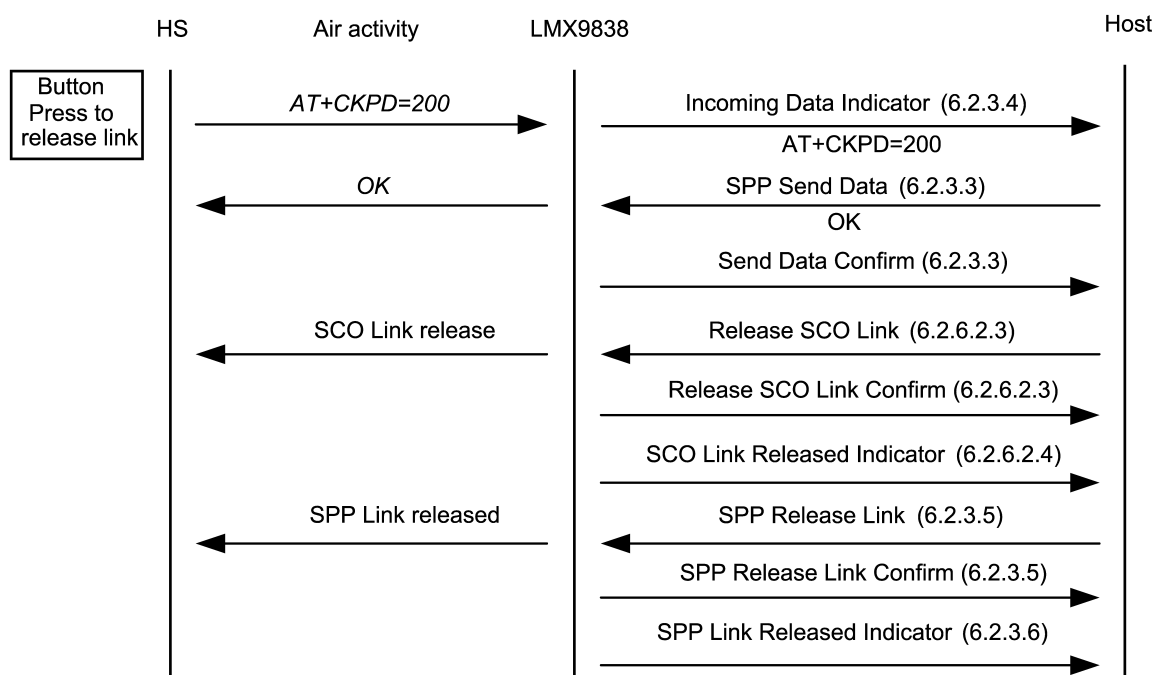 HS Air activity LMX9838 Host
Button
Press to
release link
AT+CKPD=200 Incoming Data Indicator (6.2.3.4)
AT+CKPD=200
OK SPP Send Data (6.2.3.3)
OK
Send Data Confirm (6.2.3.3)
SCO Link release Release SCO Link (6.2.6.2.3)
Release SCO Link Confirm (6.2.6.2.3)
SCO Link Released Indicator (6.2.6.2.4)
SPP Link released SPP Release Link (6.2.3.5)
SPP Release Link Confirm (6.2.3.5)
SPP Link Released Indicator (6.2.3.6)